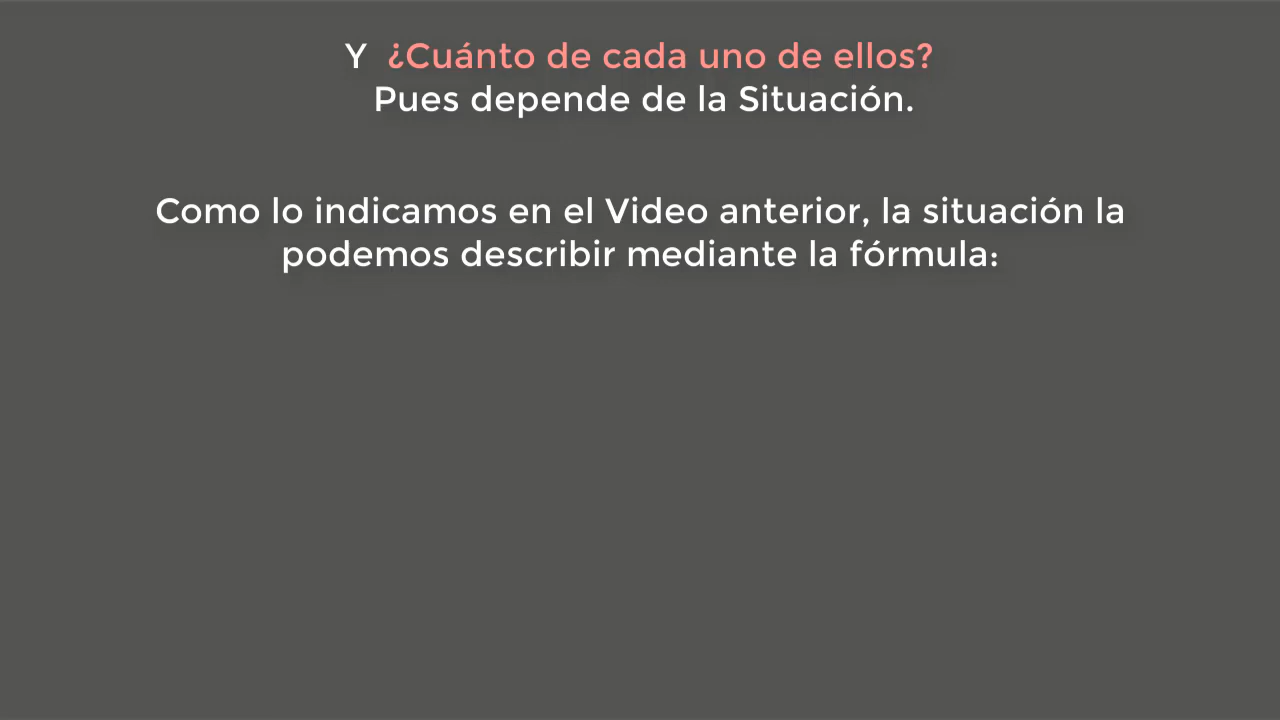 Y ¿Cuánto de cada uno de ellos?
Pues depende de la Situación.
Como lo indicamos en el Video anterior, la situación la
podemos describir mediante la fórmula: